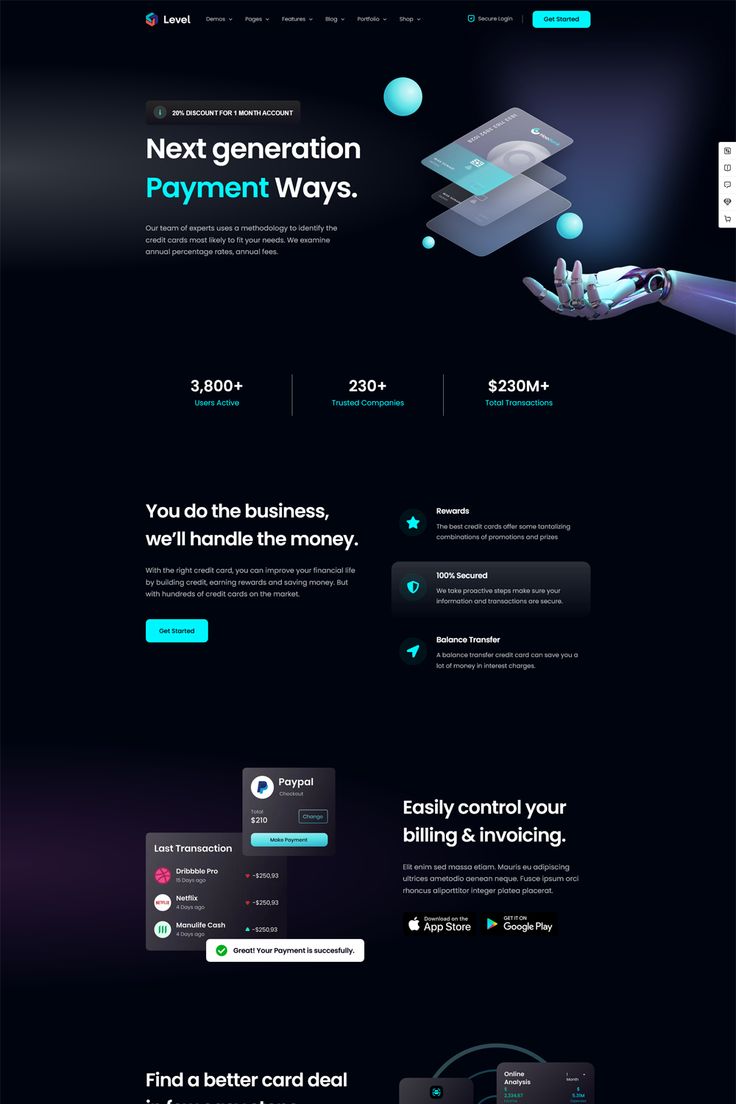 Level
Demos
Pages
Features
Blog
Portfolio
Shop
Secure Login
Get Started
20% DISCOUNT FOR 1 MONTH ACCOUNT
Next generation
Payment Ways.
Our team of experts uses a methodology to identify the
credit cards most likely to fit your needs. We examine
annual percentage rates, annual fees.
3,800+
Users Active
230+
Trusted Companies
$230M+
Total Transactions
You do the business,
we'll handle the money.
With the right credit card, you can improve your financial life
by building credit, earning rewards and saving money. But
with hundreds of credit cards on the market.
Get Started
Rewards
The best credit cards offer some tantalizing
combinations of promotions and prizes
100% Secured
We take proactive steps make sure your
information and transactions are secure.
Balance Transfer
A balance transfer credit card can save you a
lot of money in interest charges.
Paypal
Checkout
Total
$210
Change
Make Payment
Last Transaction
Dribbblo Pro
15 Days ago
-$250,93
Netflix
4 Days ago
-$250,93
Manulife Cash
4 Days ago
-$250,93
Great! Your Payment is succesfully.
Easily control your
billing & invoicing.
Elit enim sed massa etiam. Mauris eu adipiscing
ultrices ametodio aenean neque. Fusce ipsum orci
rhoncus aliporttitor integer platea placerat.
Download on the
App Store
GET IT ON
Google Play
Find a better card deal
Online
Analysis
1
Month
$
2,334.67
$
5.31M